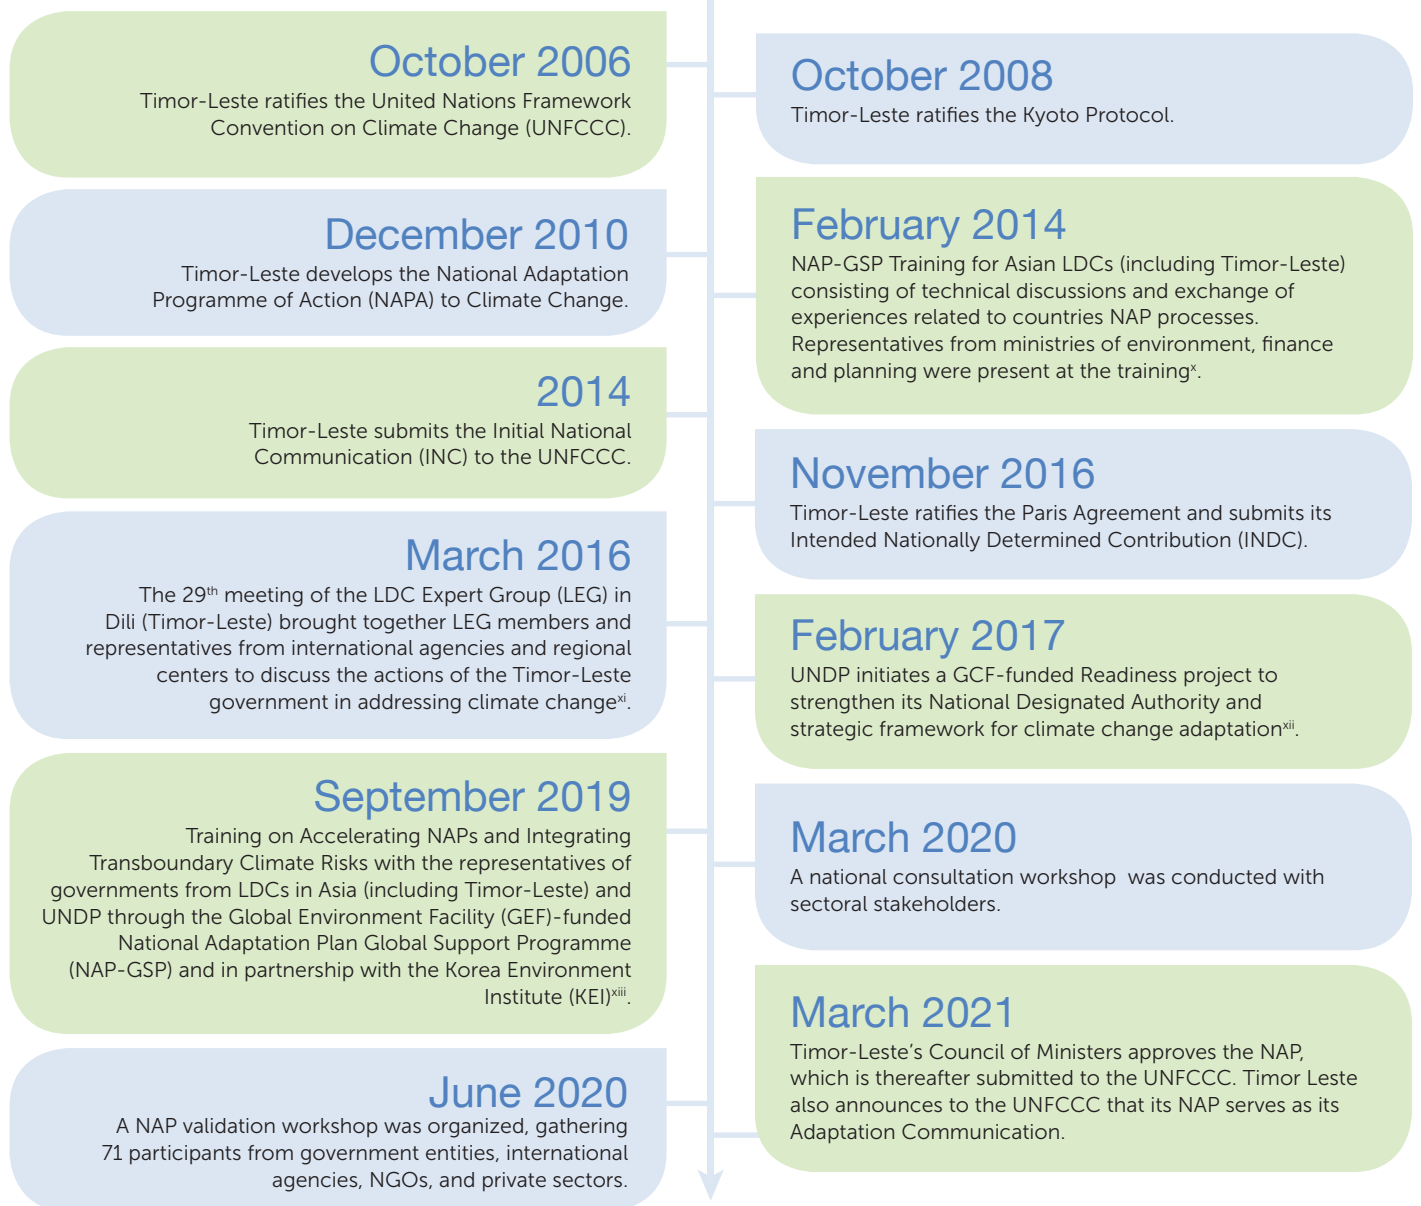 October 2006
Timor-Leste ratifies the United Nations Framework
Convention on Climate Change (UNFCCC).
October 2008
Timor-Leste ratifies the Kyoto Protocol.
December 2010
Timor-Leste develops the National Adaptation
Programme of Action (NAPA) to Climate Change.
February 2014
NAP-GSP Training for Asian LDCs (including Timor-Leste)
consisting of technical discussions and exchange of
experiences related to countries NAP processes.
Representatives from ministries of environment, finance
and planning were present at the trainingˣ.
2014
Timor-Leste submits the Initial National
Communication (INC) to the UNFCCC.
November 2016
Timor-Leste ratifies the Paris Agreement and submits its
Intended Nationally Determined Contribution (INDC).
March 2016
The 29th meeting of the LDC Expert Group (LEG) in
Dili (Timor-Leste) brought together LEG members and
representatives from international agencies and regional
centers to discuss the actions of the Timor-Leste
government in addressing climate changexi.
February 2017
UNDP initiates a GCF-funded Readiness project to
strengthen its National Designated Authority and
strategic framework for climate change adaptationxii.
September 2019
Training on Accelerating NAPs and Integrating
Transboundary Climate Risks with the representatives of
governments from LDCs in Asia (including Timor-Leste) and
UNDP through the Global Environment Facility (GEF)-funded
National Adaptation Plan Global Support Programme
(NAP-GSP) and in partnership with the Korea Environment
Institute (KEI)xiii.
March 2020
A national consultation workshop was conducted with
sectoral stakeholders.
June 2020
A NAP validation workshop was organized, gathering
71 participants from government entities, international
agencies, NGOs, and private sectors.
March 2021
Timor-Leste's Council of Ministers approves the NAP,
which is thereafter submitted to the UNFCCC. Timor Leste
also announces to the UNFCCC that its NAP serves as its
Adaptation Communication.